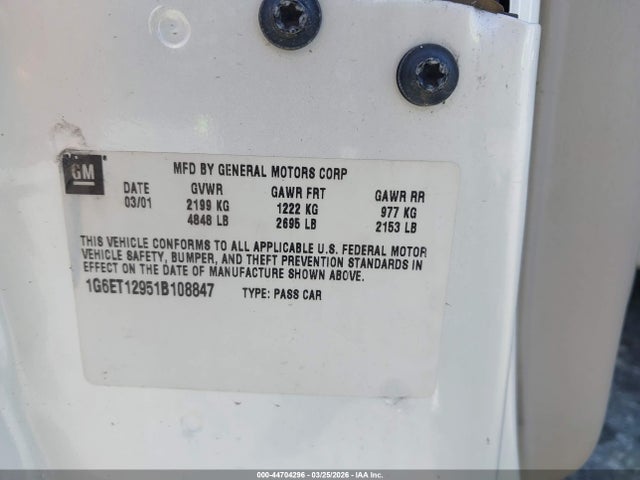 GM
MFD BY GENERAL MOTORS CORP
DATE GVWR GAWR FRT GAWR RR
03/01 2199 KG 1222 KG 977 KG
4848 LB 2695 LB 2153 LB
THIS VEHICLE CONFORMS TO ALL APPLICABLE U.S. FEDERAL MOTOR
VEHICLE SAFETY, BUMPER, AND THEFT PREVENTION STANDARDS IN
EFFECT ON THE DATE OF MANUFACTURE SHOWN ABOVE.
1G6ET12951B108847 TYPE: PASS CAR
000-44704296 - 03/25/2026 - IAA Inc.